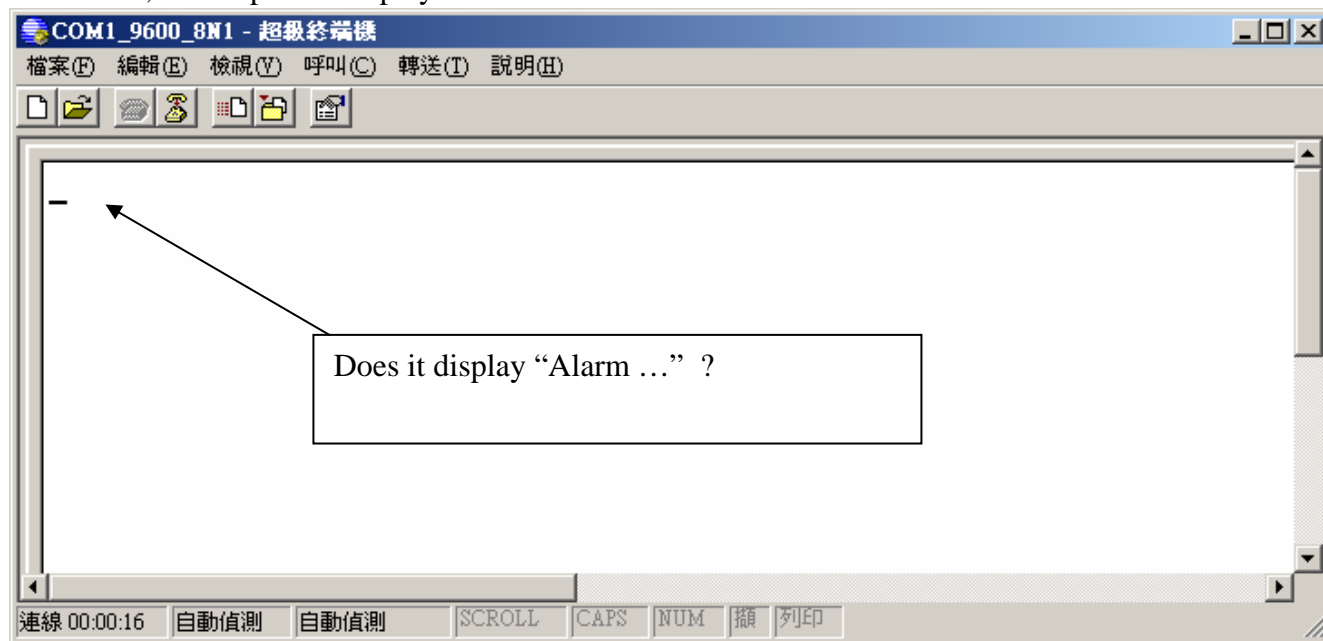 COM1_9600_8N1 - 超級終端機
檔案(F) 編輯(E) 檢視(V) 呼叫(C) 轉送(T) 說明(H)
Does it display “Alarm …” ?
連線 00:00:16 自動偵測 自動偵測 SCROLL CAPS NUM 擷 列印